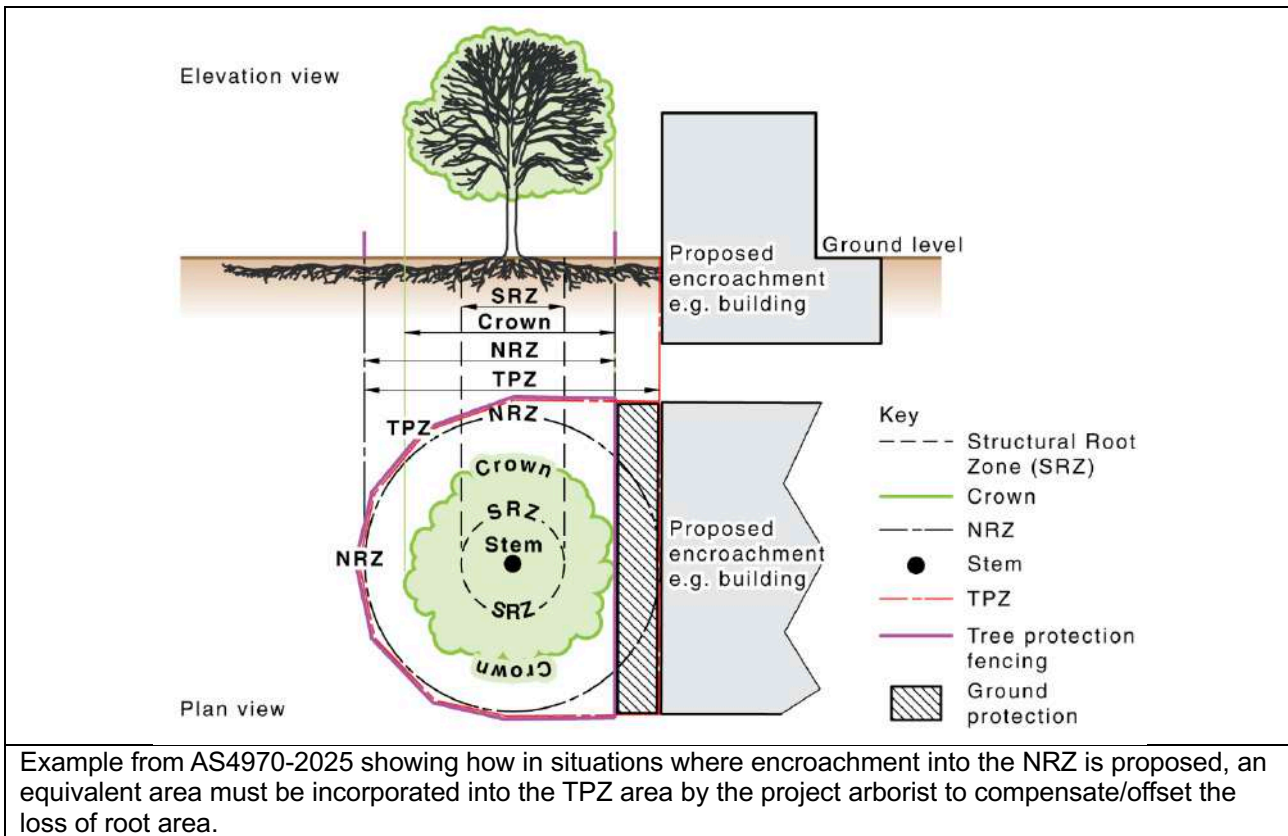 Elevation view
Ground level
Proposed
encroachment
e.g. building
SRZ
Crown
NRZ
TPZ
NRZ
TPZ
Crown
SRZ
Stem
NRZ
SRZ
Crown
Proposed
encroachment
e.g. building
Plan view
Key
Structural Root
Zone (SRZ)
Crown
NRZ
Stem
TPZ
Tree protection
fencing
Ground
protection
Example from AS4970-2025 showing how in situations where encroachment into the NRZ is proposed, an
equivalent area must be incorporated into the TPZ area by the project arborist to compensate/offset the
loss of root area.